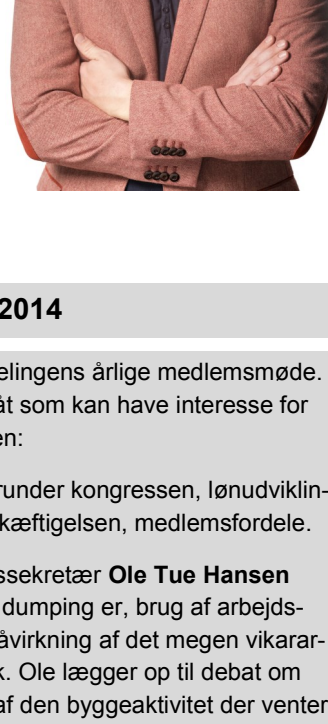 2014
elingens årlige medlemsmøde.
åt som kan have interesse for
en:
runder kongressen, lønudviklin-
kæftigelsen, medlemsfordele.
ssekretær Ole Tue Hansen
dumping er, brug af arbejds-
åvirkning af det megen vikarar-
k. Ole lægger op til debat om
af den byggeaktivitet der venter